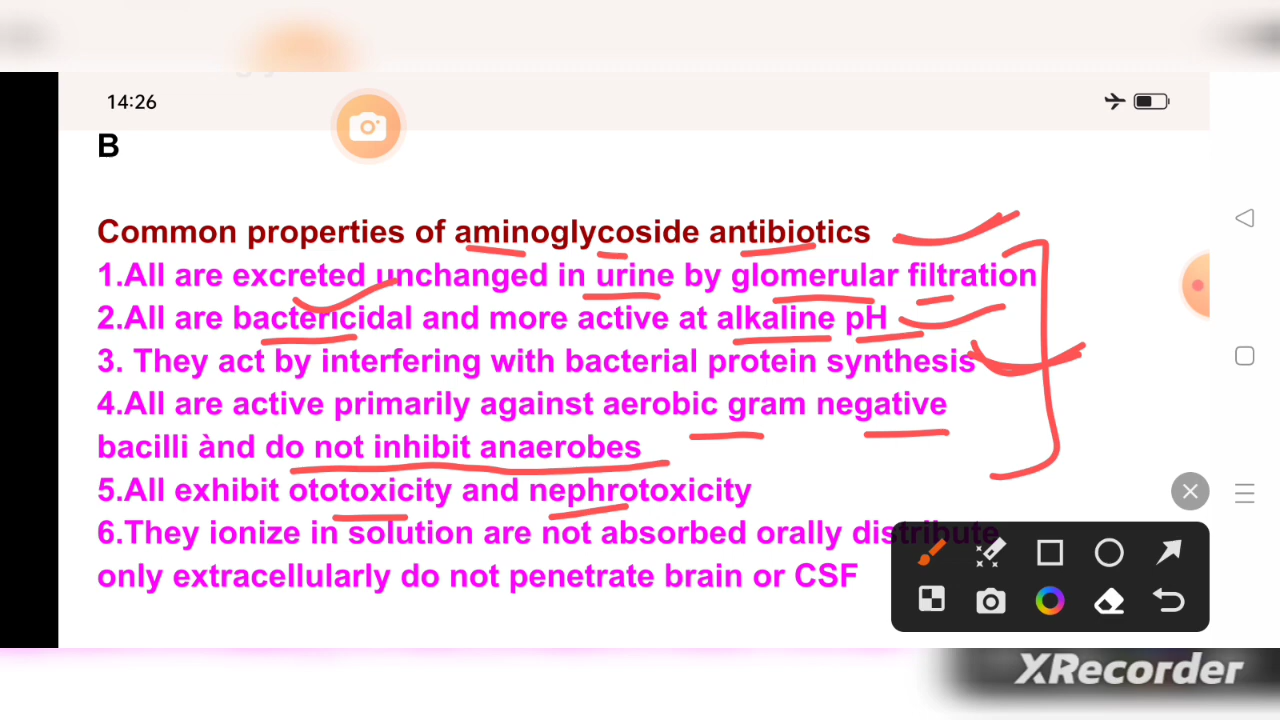 14:26
B
Common properties of aminoglycoside antibiotics
1.All are excreted unchanged in urine by glomerular filtration
2.All are bactericidal and more active at alkaline pH
3. They act by interfering with bacterial protein synthesis
4.All are active primarily against aerobic gram negative
bacilli ànd do not inhibit anaerobes
5.All exhibit ototoxicity and nephrotoxicity
6.They ionize in solution are not absorbed orally distribute
only extracellularly do not penetrate brain or CSF
XRecorder